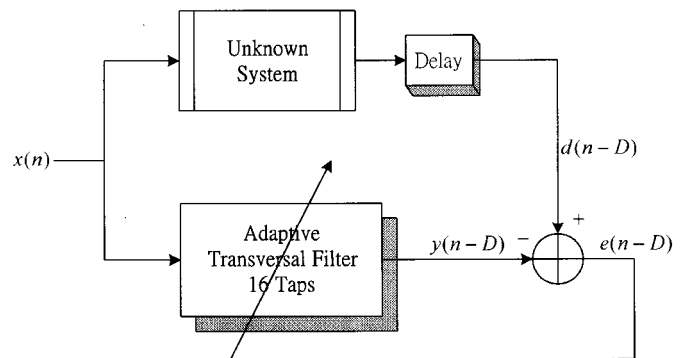 Unknown
System
Delay
x(n)
d(n − D)
+
Adaptive
Transversal Filter
16 Taps
y(n − D)
−
e(n − D)